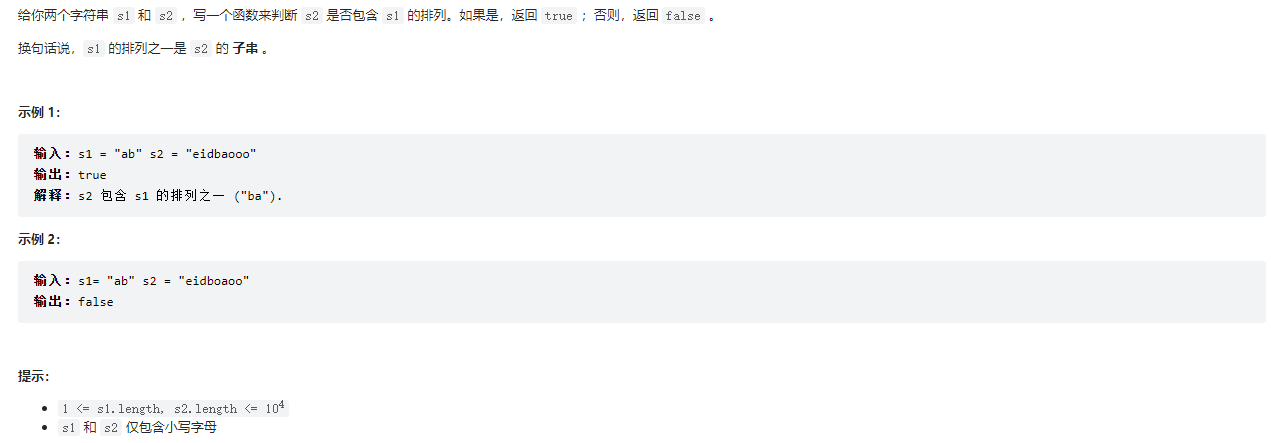 给你两个字符串 s1 和 s2 ，写一个函数来判断 s2 是否包含 s1 的排列。如果是，返回 true ；否则，返回 false 。
换句话说，s1 的排列之一是 s2 的 子串 。
示例 1：
输入：s1 = "ab" s2 = "eidbaooo"
输出：true
解释：s2 包含 s1 的排列之一 ("ba").
示例 2：
输入：s1= "ab" s2 = "eidboaoo"
输出：false
提示：
• 1 <= s1.length, s2.length <= 10⁴
• s1 和 s2 仅包含小写字母